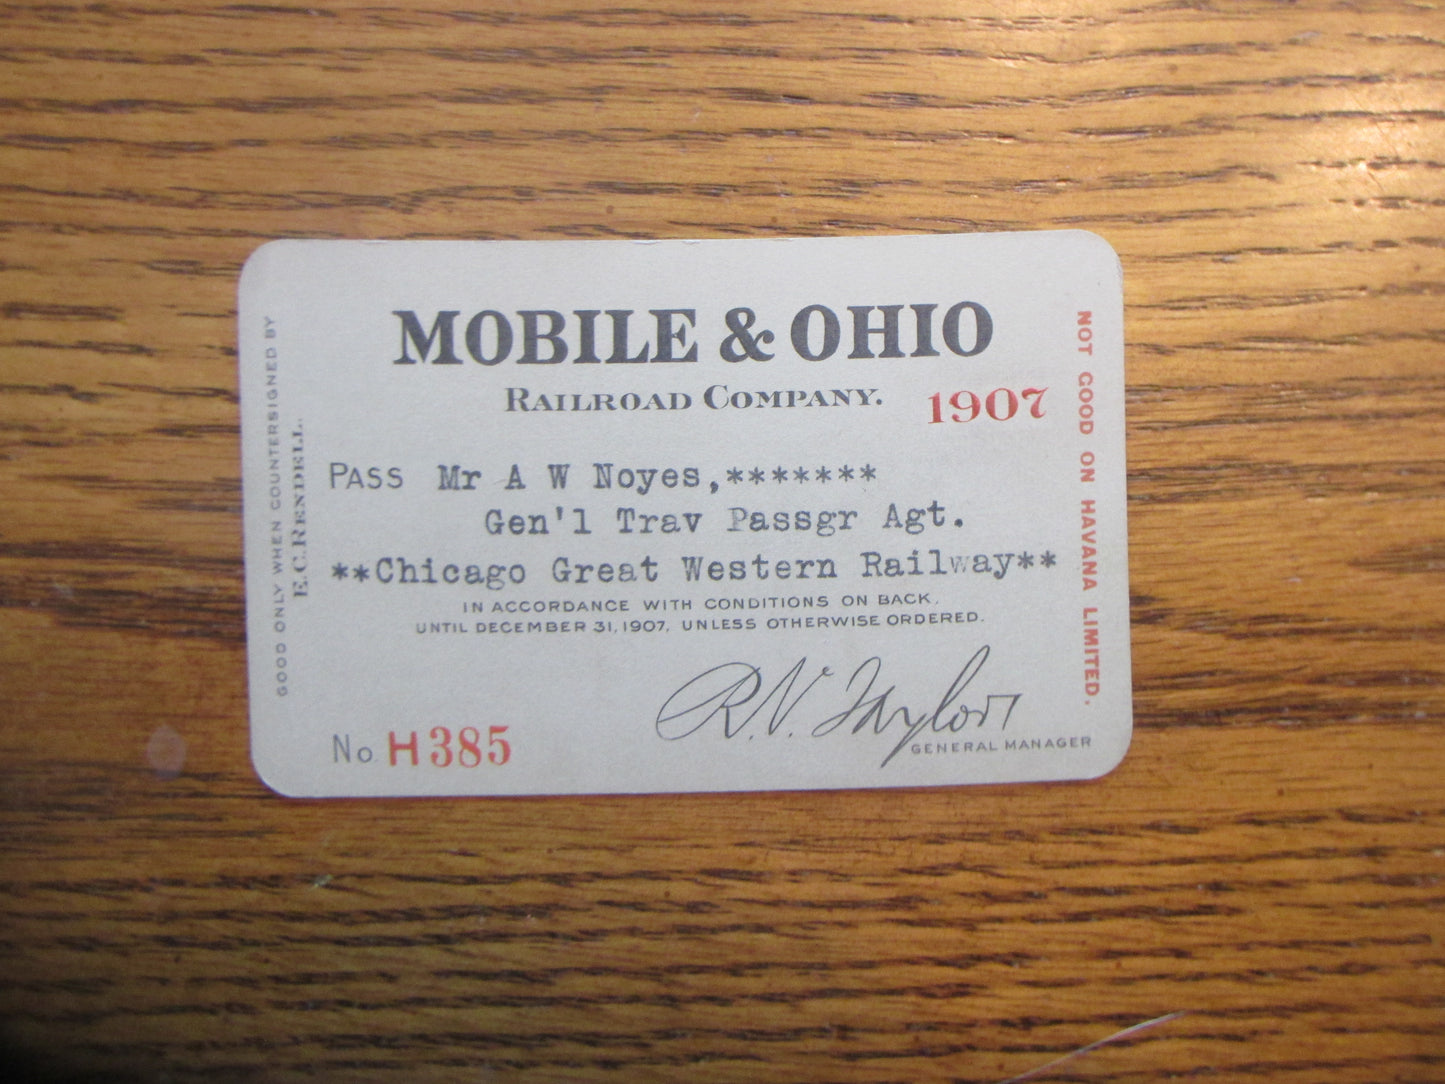 MOBILE & OHIO
RAILROAD COMPANY.
1907
PASS Mr A W Noyes,*******
Gen'l Trav Passgr Agt.
**Chicago Great Western Railway**
IN ACCORDANCE WITH CONDITIONS ON BACK,
UNTIL DECEMBER 31, 1907, UNLESS OTHERWISE ORDERED.
R.V. Taylor
GENERAL MANAGER
No. H385
GOOD ONLY WHEN COUNTERSIGNED BY
E.C. RENDELL.
NOT GOOD ON HAVANA LIMITED.